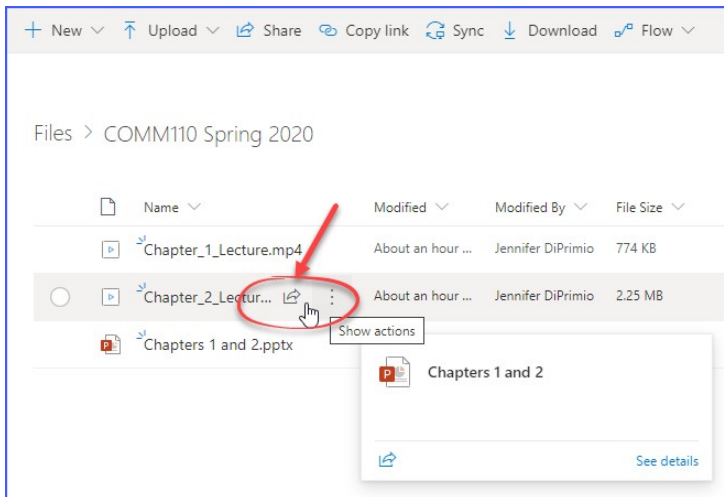 New Upload Share Copy link Sync Download Flow
Files > COMM110 Spring 2020
Name Modified Modified By File Size
Chapter_1_Lecture.mp4 About an hour ... Jennifer DiPrimio 774 KB
Chapter_2_Lectur... About an hour ... Jennifer DiPrimio 2.25 MB
Show actions
Chapters 1 and 2.pptx
Chapters 1 and 2
See details